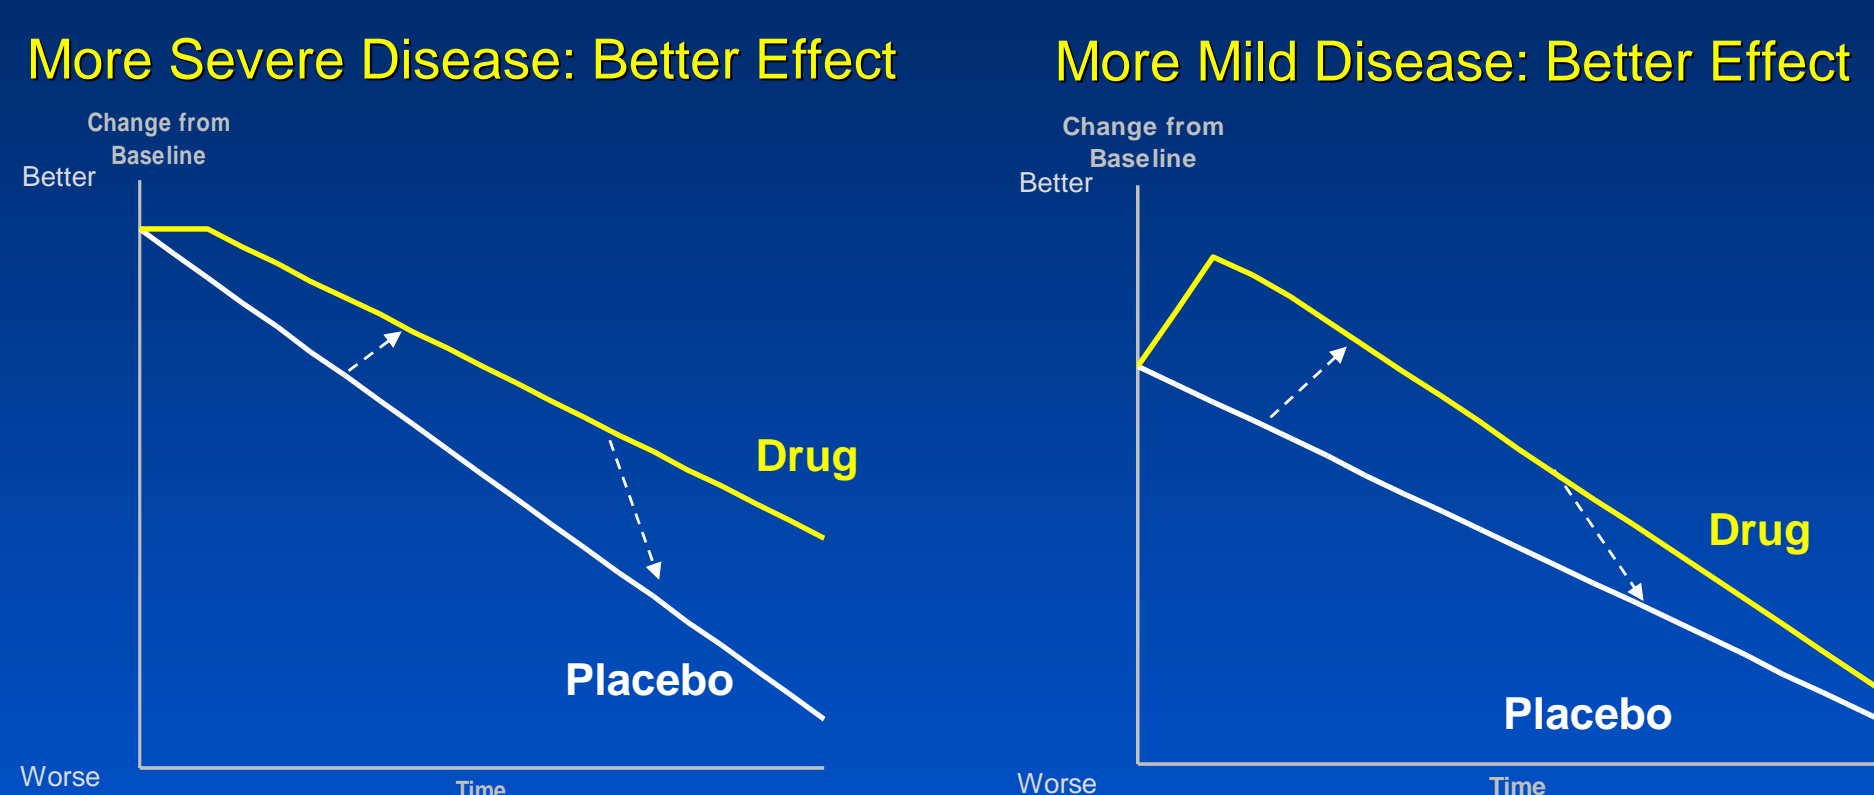 More Severe Disease: Better Effect
Change from
Baseline
Better
Drug
Placebo
Worse
Time
More Mild Disease: Better Effect
Change from
Baseline
Better
Drug
Placebo
Worse
Time